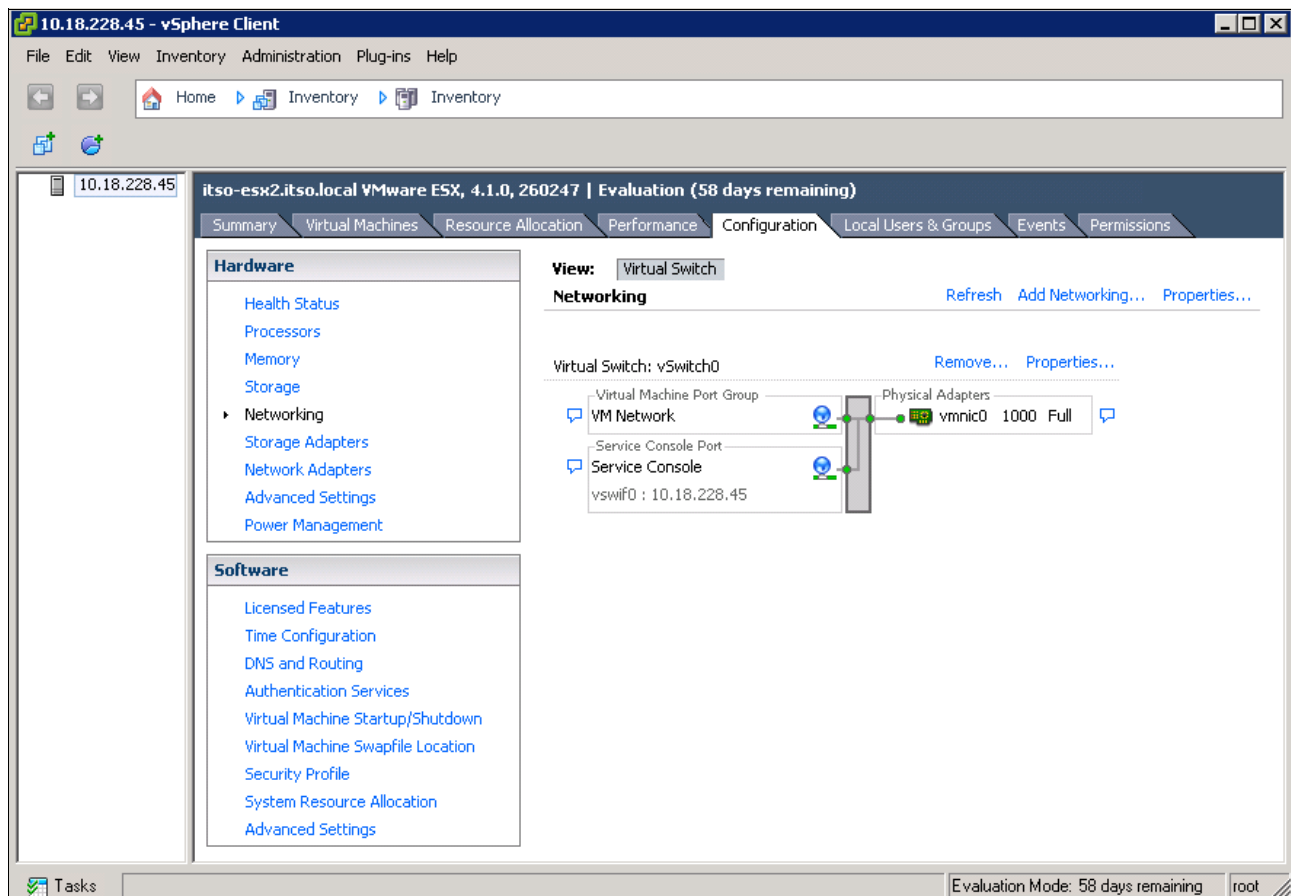 10.18.228.45 - vSphere Client
File Edit View Inventory Administration Plug-ins Help
Home Inventory Inventory
10.18.228.45
itso-esx2.itso.local VMware ESX, 4.1.0, 260247 | Evaluation (58 days remaining)
Summary Virtual Machines Resource Allocation Performance Configuration Local Users & Groups Events Permissions
Hardware
Health Status
Processors
Memory
Storage
Networking
Storage Adapters
Network Adapters
Advanced Settings
Power Management
Software
Licensed Features
Time Configuration
DNS and Routing
Authentication Services
Virtual Machine Startup/Shutdown
Virtual Machine Swapfile Location
Security Profile
System Resource Allocation
Advanced Settings
View: Virtual Switch
Networking Refresh Add Networking... Properties...
Virtual Switch: vSwitch0 Remove... Properties...
Virtual Machine Port Group
VM Network
Service Console Port
Service Console
vswif0 : 10.18.228.45
Physical Adapters
vmnic0 1000 Full
Tasks Evaluation Mode: 58 days remaining root